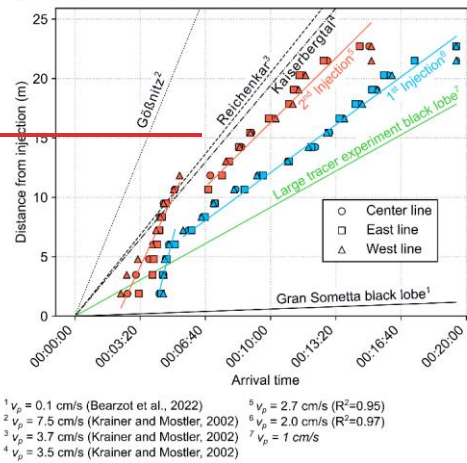 25
20
15
10
5
0
Distance from injection (m)
Gößnitz²
Reichenkar³
Kaiserbergtal⁴
2ⁿᵈ Injection⁵
1ˢᵗ Injection⁶
Large tracer experiment black lobe⁷
Center line
East line
West line
Gran Sometta black lobe¹
00:00:00
00:03:20
00:06:40
00:10:00
00:13:20
00:16:40
00:20:00
Arrival time
¹ vₚ = 0.1 cm/s (Bearzot et al., 2022)
² vₚ = 7.5 cm/s (Krainer and Mostler, 2002)
³ vₚ = 3.7 cm/s (Krainer and Mostler, 2002)
⁴ vₚ = 3.5 cm/s (Krainer and Mostler, 2002)
⁵ vₚ = 2.7 cm/s (R²=0.95)
⁶ vₚ = 2.0 cm/s (R²=0.97)
⁷ vₚ = 1 cm/s